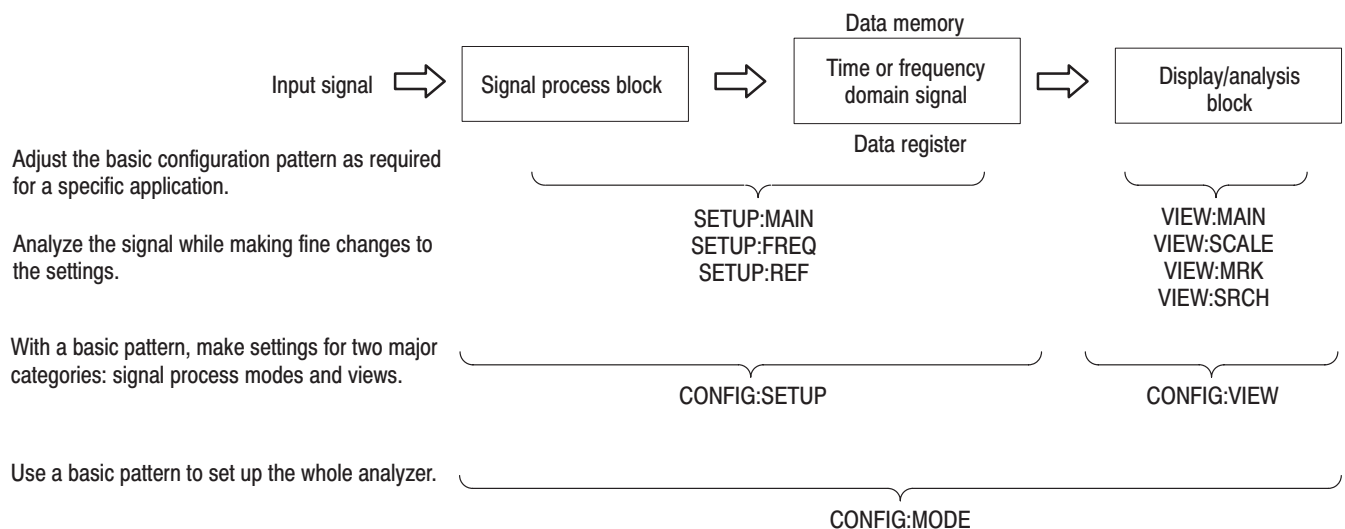 Data memory
Input signal
Signal process block
Time or frequency
domain signal
Display/analysis
block
Data register
Adjust the basic configuration pattern as required
for a specific application.
Analyze the signal while making fine changes to
the settings.
SETUP:MAIN
SETUP:FREQ
SETUP:REF
VIEW:MAIN
VIEW:SCALE
VIEW:MRK
VIEW:SRCH
With a basic pattern, make settings for two major
categories: signal process modes and views.
CONFIG:SETUP
CONFIG:VIEW
Use a basic pattern to set up the whole analyzer.
CONFIG:MODE